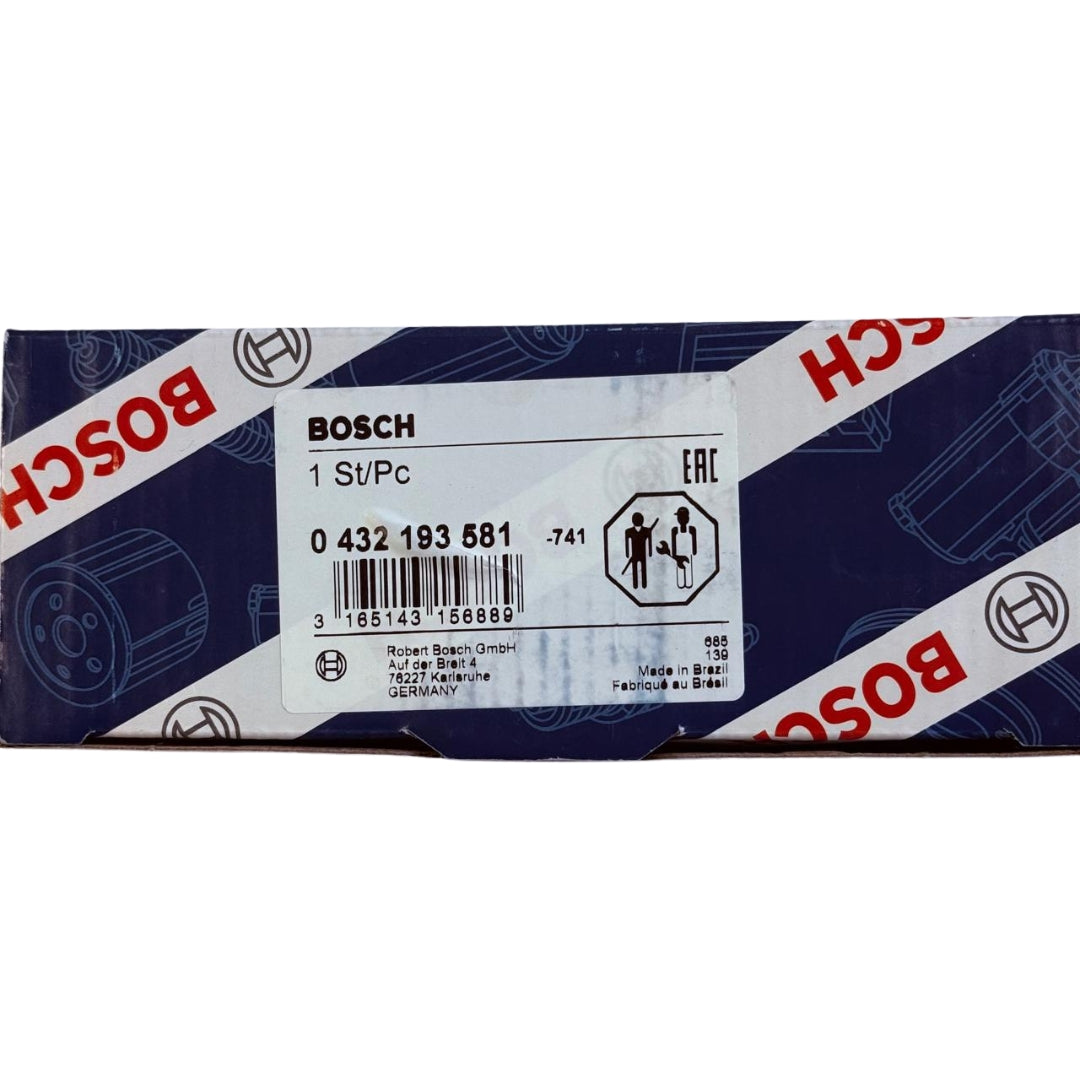 BOSCH
BOSCH
BOSCH
1 St/Pc
EAC
0 432 193 581 -741
3 165143 156889
Robert Bosch GmbH
Auf der Breit 4
76227 Karlsruhe
GERMANY
685
139
Made in Brazil
Fabriqué au Brésil
BOSCH